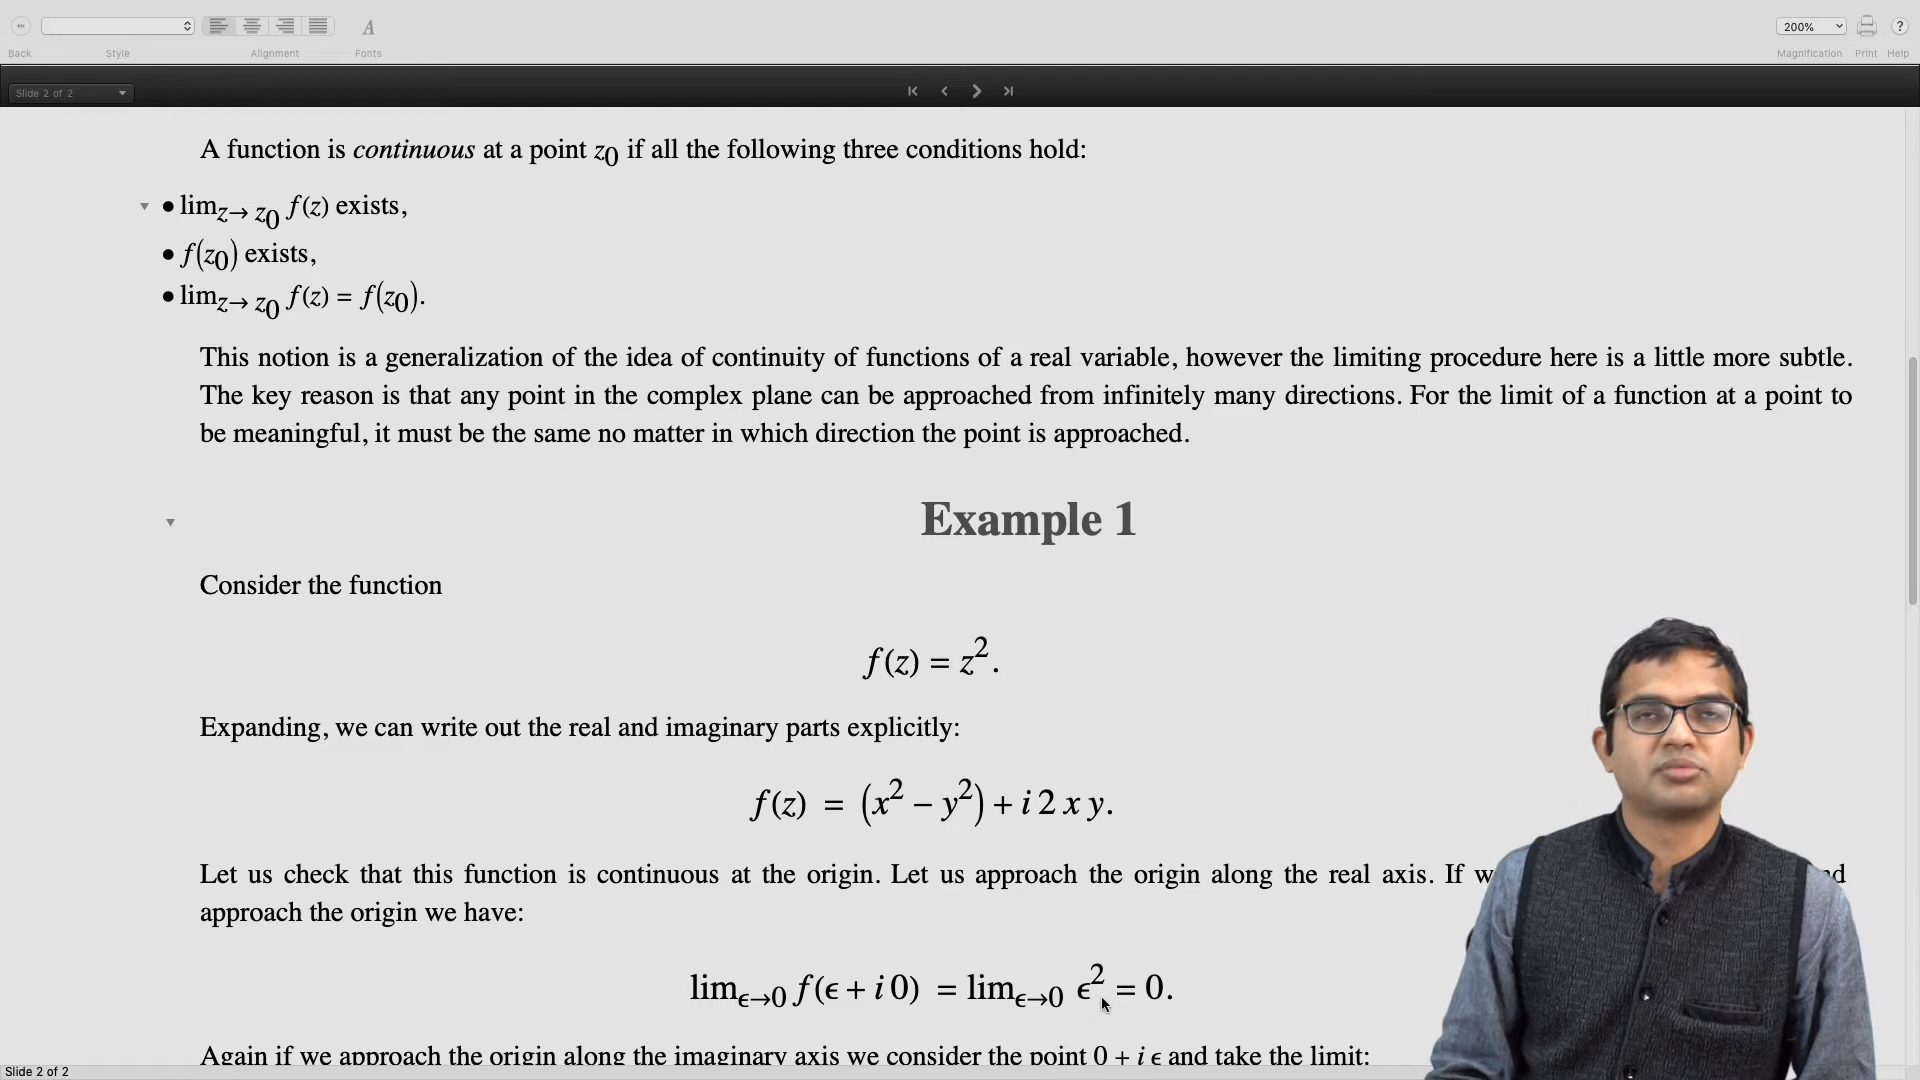 200%
Back
Style
Alignment
Fonts
Magnification
Print
Help
Slide 2 of 2
A function is continuous at a point z₀ if all the following three conditions hold:
• lim_{z→ z₀} f(z) exists,
• f(z₀) exists,
• lim_{z→ z₀} f(z) = f(z₀).
This notion is a generalization of the idea of continuity of functions of a real variable, however the limiting procedure here is a little more subtle.
The key reason is that any point in the complex plane can be approached from infinitely many directions. For the limit of a function at a point to
be meaningful, it must be the same no matter in which direction the point is approached.
Example 1
Consider the function
f(z) = z².
Expanding, we can write out the real and imaginary parts explicitly:
f(z) = (x² − y²) + i 2 x y.
Let us check that this function is continuous at the origin. Let us approach the origin along the real axis. If
approach the origin we have:
lim_{ϵ→0} f(ϵ + i 0) = lim_{ϵ→0} ϵ² = 0.
Again if we approach the origin along the imaginary axis we consider the point 0 + i ϵ and take the limit:
Slide 2 of 2